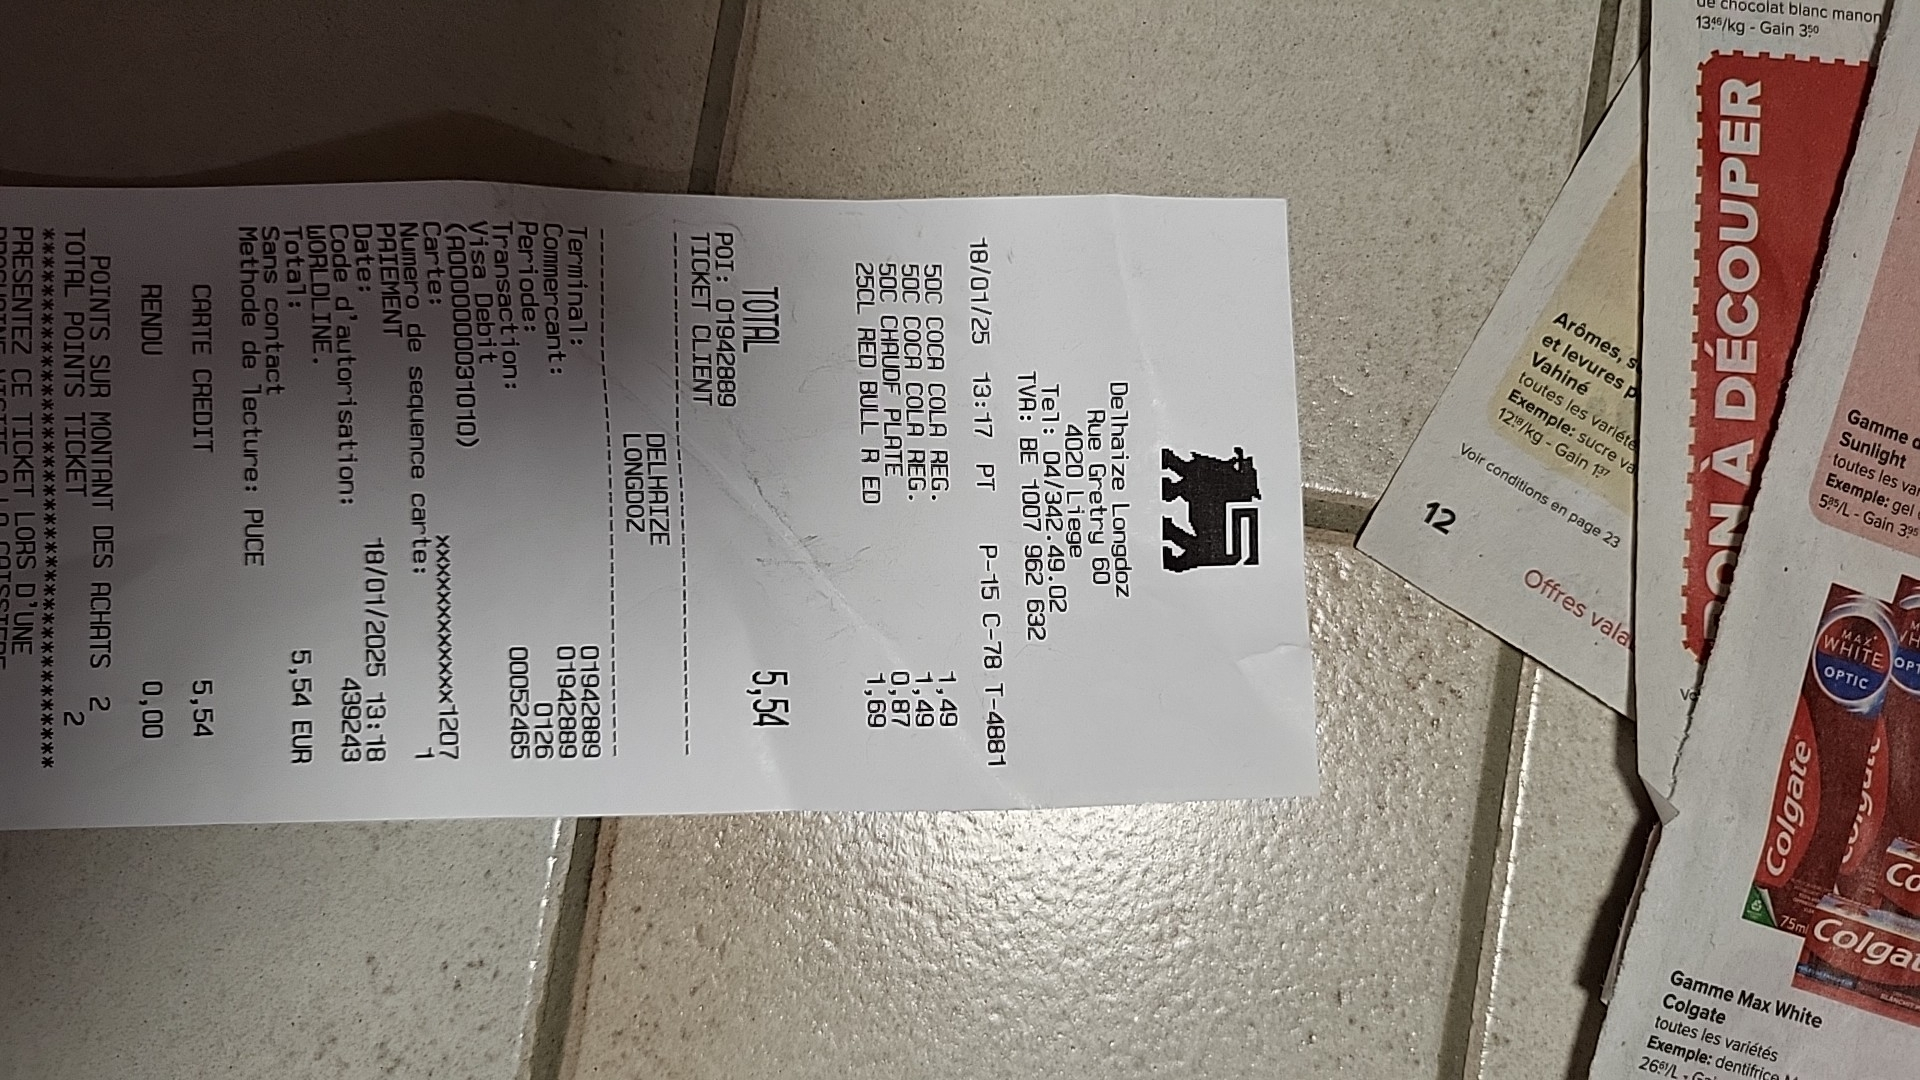 Delhaize Longdoz
Rue Gretry 60
4020 Liege
Tel: 04/342.49.02
TVA: BE 1007 962 632
18/01/25 13:17 PT P-15 C-78 T-4881
50C COCA COLA REG. 1,49
50C COCA COLA REG. 1,49
50C CHAUDF PLATE 0,87
25CL RED BULL R ED 1,69
TOTAL 5,54
POI: 01942889
TICKET CLIENT
DELHAIZE
LONGDOZ
Terminal: 01942889
Commercant: 01942889
Periode: 0126
Transaction: 00052465
Visa Debit
(A0000000031010)
Carte: xxxxxxxxxxxxx1207
Numero de sequence carte: 1
PAIEMENT
Date: 18/01/2025 13:18
Code d'autorisation: 439243
WORLDLINE.
Total: 5,54 EUR
Sans contact
Methode de lecture: PUCE
CARTE CREDIT 5,54
RENDU 0,00
POINTS SUR MONTANT DES ACHATS 2
TOTAL POINTS TICKET 2
******************************************
PRESENTEZ CE TICKET LORS D'UNE
de chocolat blanc manon
13,46/kg - Gain 3,50
BON À DÉCOUPER
Arômes, s
et levures p
Vahiné
toutes les variété
Exemple: sucre va
12,18/kg - Gain 1,37
Voir conditions en page 23
12
Offres vala
Gamme d
Sunlight
toutes les var
Exemple: gel
5,85/L - Gain 3,95
MAX
WHITE
OPTIC
Colgate
75ml
Colgat
Gamme Max White
Colgate
toutes les variétés
Exemple: dentifrice M